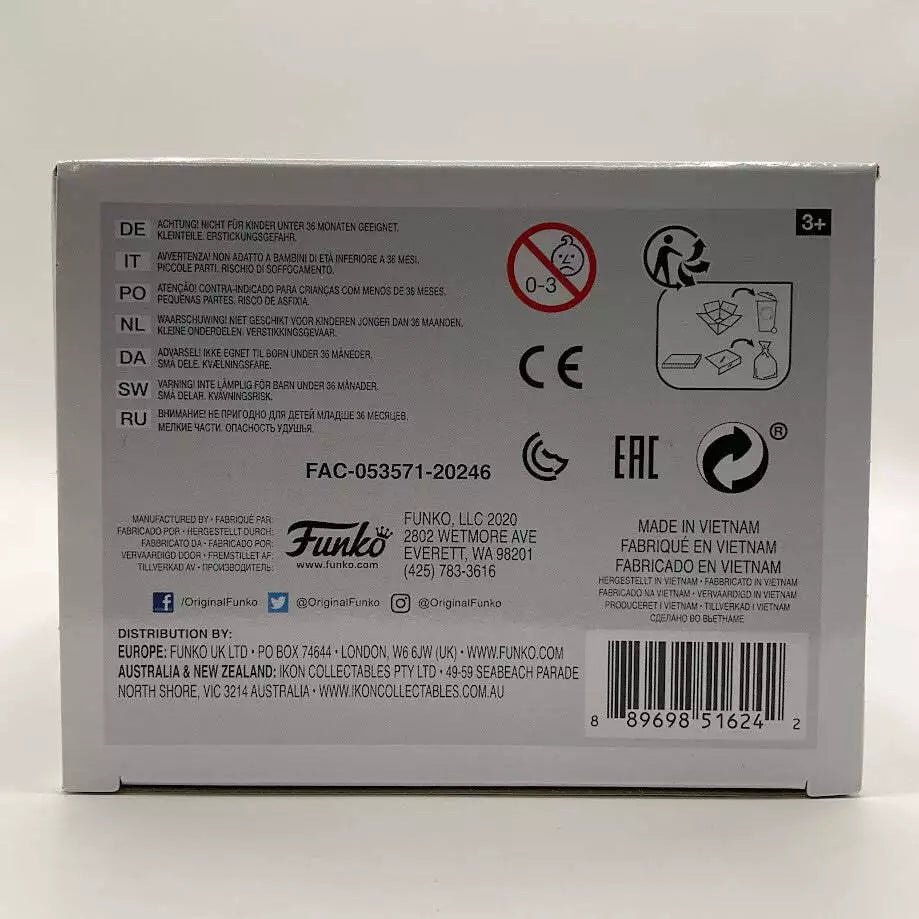 3+
DE ACHTUNG! NICHT FÜR KINDER UNTER 36 MONATEN GEEIGNET.
KLEINTEILE. ERSTICKUNGSGEFAHR.
IT AVVERTENZA! NON ADATTO A BAMBINI DI ETÀ INFERIORE A 36 MESI.
PICCOLE PARTI. RISCHIO DI SOFFOCAMENTO.
PO ATENÇÃO! CONTRA-INDICADO PARA CRIANÇAS COM MENOS DE 36 MESES.
PEQUENAS PARTES. RISCO DE ASFIXIA.
NL WAARSCHUWING! NIET GESCHIKT VOOR KINDEREN JONGER DAN 36 MAANDEN.
KLEINE ONDERDELEN. VERSTIKKINGSGEVAAR.
DA ADVARSEL! IKKE EGNET TIL BØRN UNDER 36 MÅNEDER.
SMÅ DELE. KVÆLNINGSFARE.
SW VARNING! INTE LÄMPLIG FÖR BARN UNDER 36 MÅNADER.
SMÅ DELAR. KVÄVNINGSRISK.
RU ВНИМАНИЕ! НЕ ПРИГОДНО ДЛЯ ДЕТЕЙ МЛАДШЕ 36 МЕСЯЦЕВ.
МЕЛКИЕ ЧАСТИ. ОПАСНОСТЬ УДУШЬЯ.
0-3
CE
EAC
®
FAC-053571-20246
MANUFACTURED BY • FABRIQUÉ PAR:
FABRICADO POR • HERGESTELLT DURCH:
FABBRICATO DA • FABRICADO POR:
VERVAARDIGD DOOR • FREMSTILLET AF:
TILLVERKAD AV • ПРОИЗВОДИТЕЛЬ:
Funko
www.funko.com
FUNKO, LLC 2020
2802 WETMORE AVE
EVERETT, WA 98201
(425) 783-3616
/OriginalFunko @OriginalFunko @OriginalFunko
MADE IN VIETNAM
FABRIQUÉ EN VIETNAM
FABRICADO EN VIETNAM
HERGESTELLT IN VIETNAM • FABBRICATO IN VIETNAM
FABRICADO NA VIETNAM • VERVAARDIGD IN VIETNAM
PRODUCERET I VIETNAM • TILLVERKAD I VIETNAM
СДЕЛАНО ВО ВЬЕТНАМЕ
DISTRIBUTION BY:
EUROPE: FUNKO UK LTD • PO BOX 74644 • LONDON, W6 6JW (UK) • WWW.FUNKO.COM
AUSTRALIA & NEW ZEALAND: IKON COLLECTABLES PTY LTD • 49-59 SEABEACH PARADE
NORTH SHORE, VIC 3214 AUSTRALIA • WWW.IKONCOLLECTABLES.COM.AU
8 89698 51624 2